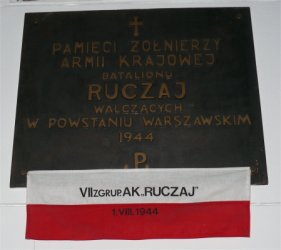 PAMIĘCI ŻOŁNIERZY
ARMII KRAJOWEJ
BATALIONU
RUCZAJ
WALCZĄCYCH
W POWSTANIU WARSZAWSKIM
1944
P
VII ZGRUP. AK „RUCZAJ"
1.VIII.1944